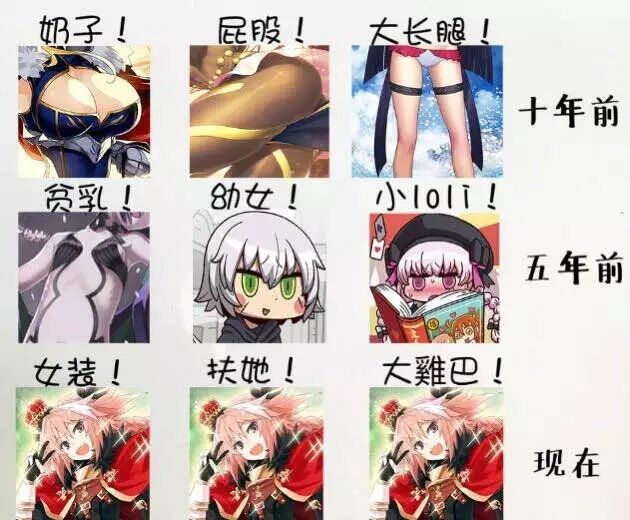 奶子！ 屁股！ 大长腿！
十年前
贫乳！ 幼女！ 小loli！
五年前
女装！ 扶她！ 大雞巴！
现在